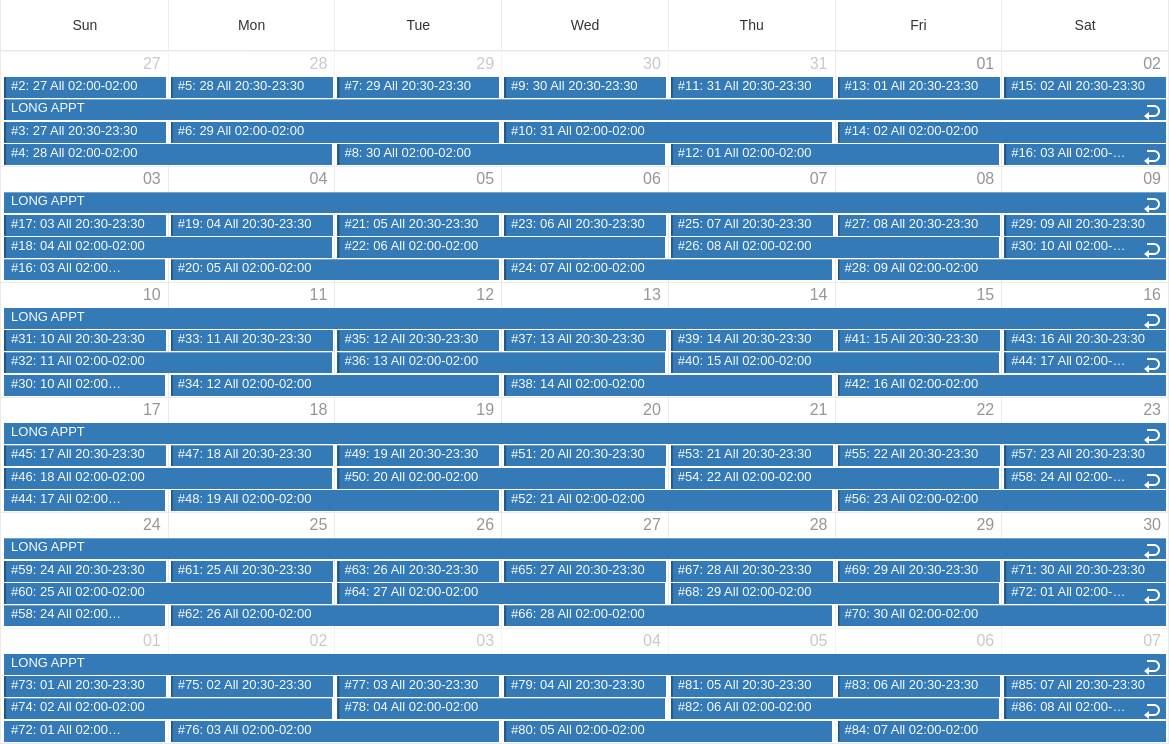 Sun Mon Tue Wed Thu Fri Sat
27 28 29 30 31 01 02
#2: 27 All 02:00-02:00 #5: 28 All 20:30-23:30 #7: 29 All 20:30-23:30 #9: 30 All 20:30-23:30 #11: 31 All 20:30-23:30 #13: 01 All 20:30-23:30 #15: 02 All 20:30-23:30
LONG APPT
#3: 27 All 20:30-23:30 #6: 29 All 02:00-02:00 #10: 31 All 02:00-02:00 #14: 02 All 02:00-02:00
#4: 28 All 02:00-02:00 #8: 30 All 02:00-02:00 #12: 01 All 02:00-02:00 #16: 03 All 02:00-…
03 04 05 06 07 08 09
LONG APPT
#17: 03 All 20:30-23:30 #19: 04 All 20:30-23:30 #21: 05 All 20:30-23:30 #23: 06 All 20:30-23:30 #25: 07 All 20:30-23:30 #27: 08 All 20:30-23:30 #29: 09 All 20:30-23:30
#18: 04 All 02:00-02:00 #22: 06 All 02:00-02:00 #26: 08 All 02:00-02:00 #30: 10 All 02:00-…
#16: 03 All 02:00… #20: 05 All 02:00-02:00 #24: 07 All 02:00-02:00 #28: 09 All 02:00-02:00
10 11 12 13 14 15 16
LONG APPT
#31: 10 All 20:30-23:30 #33: 11 All 20:30-23:30 #35: 12 All 20:30-23:30 #37: 13 All 20:30-23:30 #39: 14 All 20:30-23:30 #41: 15 All 20:30-23:30 #43: 16 All 20:30-23:30
#32: 11 All 02:00-02:00 #36: 13 All 02:00-02:00 #40: 15 All 02:00-02:00 #44: 17 All 02:00-…
#30: 10 All 02:00… #34: 12 All 02:00-02:00 #38: 14 All 02:00-02:00 #42: 16 All 02:00-02:00
17 18 19 20 21 22 23
LONG APPT
#45: 17 All 20:30-23:30 #47: 18 All 20:30-23:30 #49: 19 All 20:30-23:30 #51: 20 All 20:30-23:30 #53: 21 All 20:30-23:30 #55: 22 All 20:30-23:30 #57: 23 All 20:30-23:30
#46: 18 All 02:00-02:00 #50: 20 All 02:00-02:00 #54: 22 All 02:00-02:00 #58: 24 All 02:00-…
#44: 17 All 02:00… #48: 19 All 02:00-02:00 #52: 21 All 02:00-02:00 #56: 23 All 02:00-02:00
24 25 26 27 28 29 30
LONG APPT
#59: 24 All 20:30-23:30 #61: 25 All 20:30-23:30 #63: 26 All 20:30-23:30 #65: 27 All 20:30-23:30 #67: 28 All 20:30-23:30 #69: 29 All 20:30-23:30 #71: 30 All 20:30-23:30
#60: 25 All 02:00-02:00 #64: 27 All 02:00-02:00 #68: 29 All 02:00-02:00 #72: 01 All 02:00-…
#58: 24 All 02:00… #62: 26 All 02:00-02:00 #66: 28 All 02:00-02:00 #70: 30 All 02:00-02:00
01 02 03 04 05 06 07
LONG APPT
#73: 01 All 20:30-23:30 #75: 02 All 20:30-23:30 #77: 03 All 20:30-23:30 #79: 04 All 20:30-23:30 #81: 05 All 20:30-23:30 #83: 06 All 20:30-23:30 #85: 07 All 20:30-23:30
#74: 02 All 02:00-02:00 #78: 04 All 02:00-02:00 #82: 06 All 02:00-02:00 #86: 08 All 02:00-…
#72: 01 All 02:00… #76: 03 All 02:00-02:00 #80: 05 All 02:00-02:00 #84: 07 All 02:00-02:00